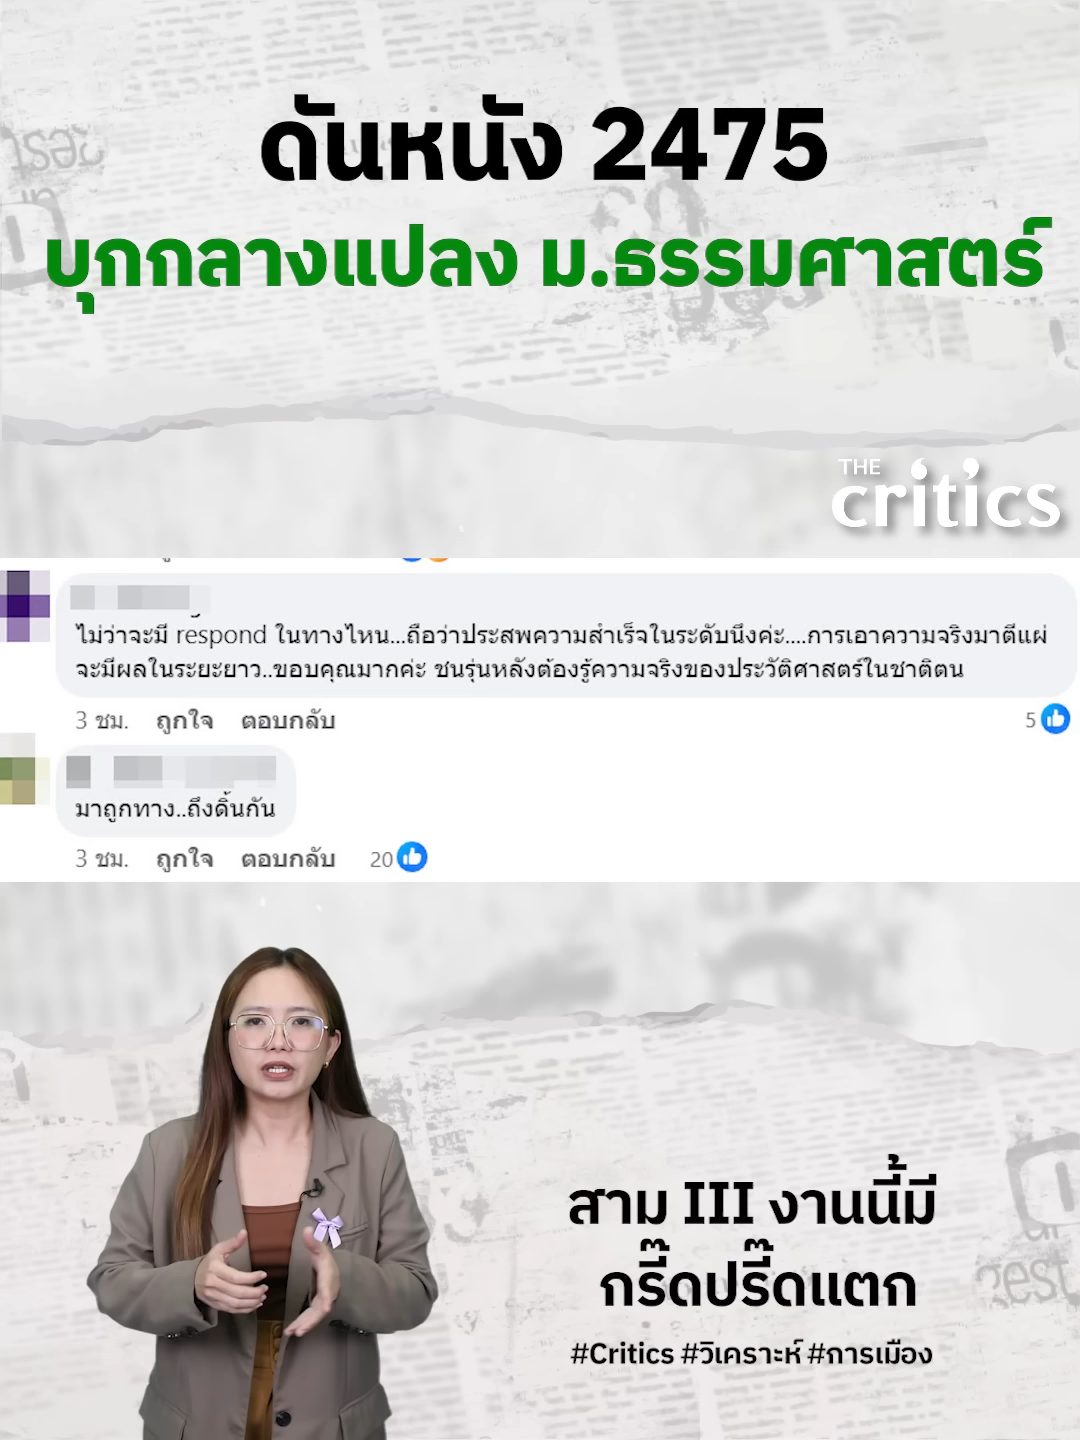 ดันหนัง 2475
บุกกลางแปลง ม.ธรรมศาสตร์
THE
critics
ไม่ว่าจะมี respond ในทางไหน...ถือว่าประสพความสำเร็จในระดับนึงค่ะ....การเอาความจริงมาตีแผ่
จะมีผลในระยะยาว..ขอบคุณมากค่ะ ชนรุ่นหลังต้องรู้ความจริงของประวัติศาสตร์ในชาติตน
3 ชม. ถูกใจ ตอบกลับ 5
มาถูกทาง..ถึงดิ้นกัน
3 ชม. ถูกใจ ตอบกลับ 20
สาม III งานนี้มี
กรี๊ดปรี๊ดแตก
#Critics #วิเคราะห์ #การเมือง